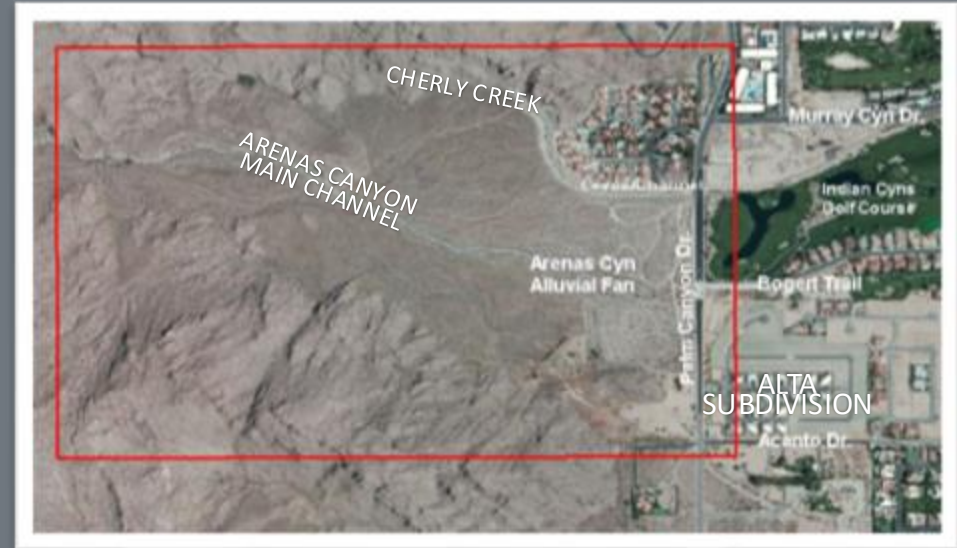 CHERLY CREEK
Murray Cyn Dr.
ARENAS CANYON
MAIN CHANNEL
Indian Cyns
Golf Course
Arenas Cyn
Alluvial Fan
Palm Canyon Dr
Bogert Trail
ALTA
SUBDIVISION
Acanto Dr.